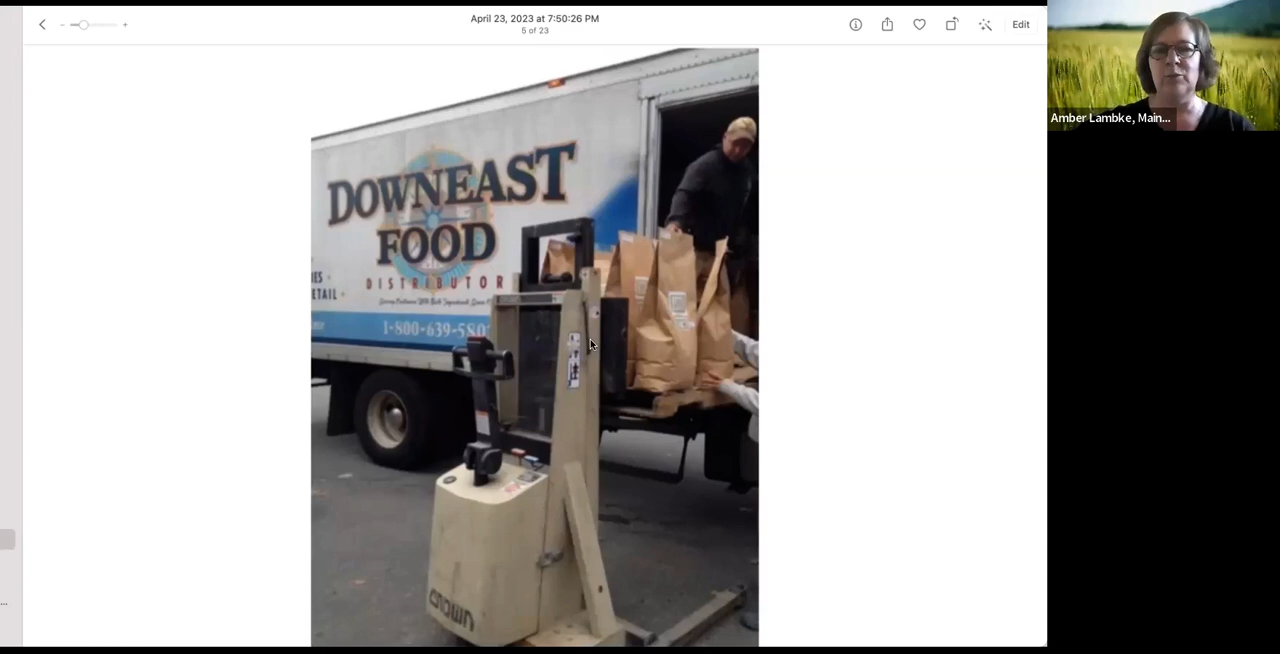 April 23, 2023 at 7:50:26 PM
5 of 23
Edit
Amber Lambke, Main...
DOWNEAST
FOOD
DISTRIBUTOR
ETAIL
1-800-639-580
CROWN